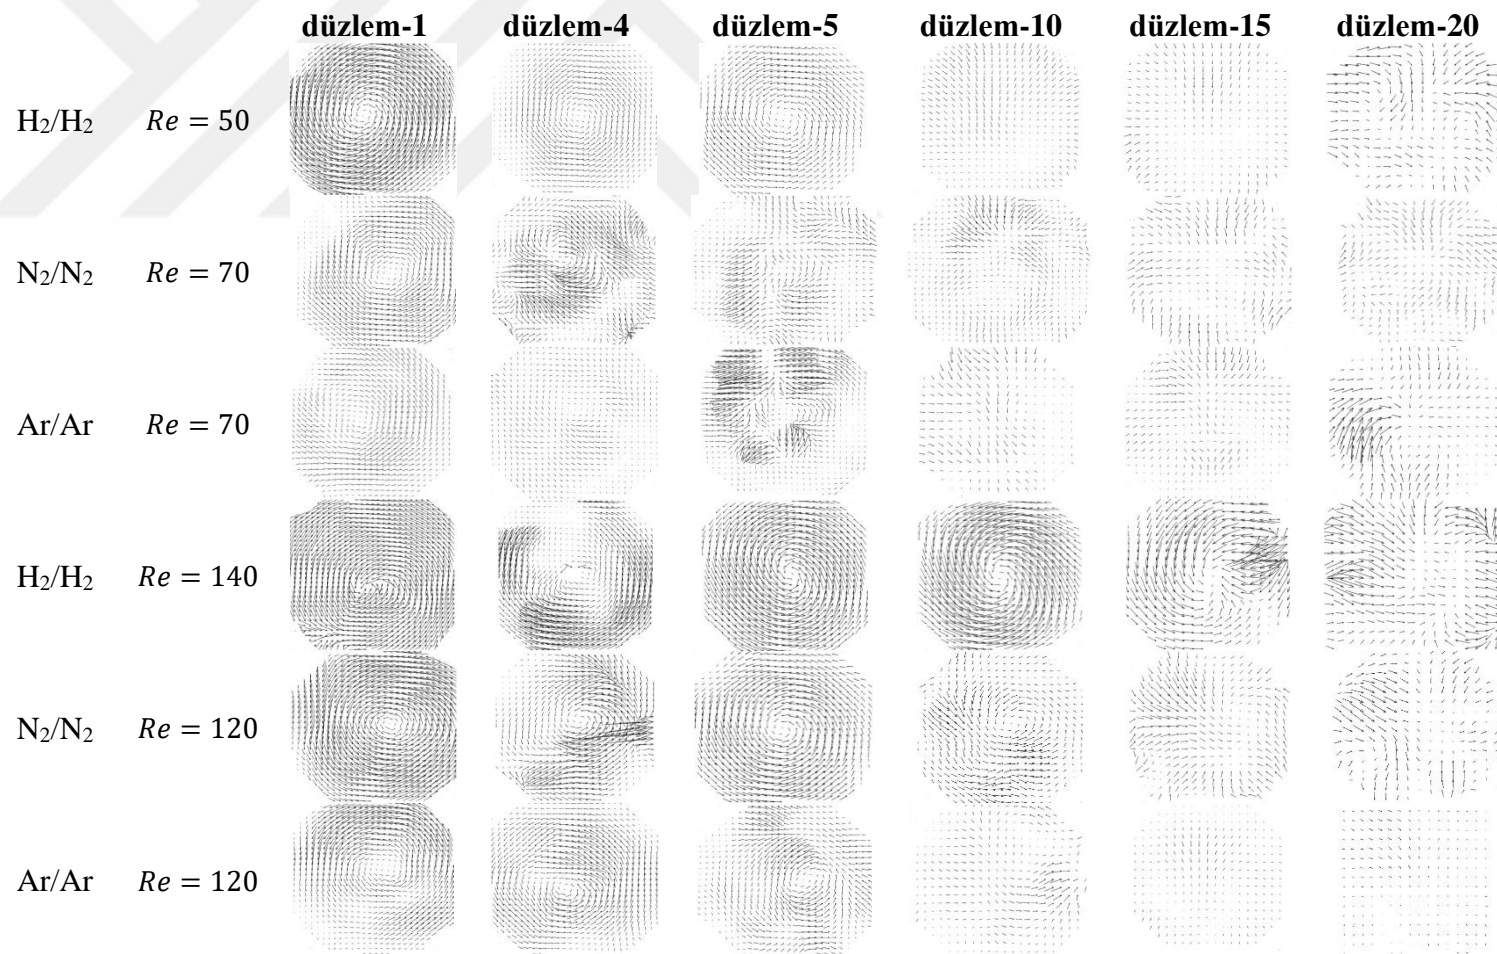 düzlem-1 düzlem-4 düzlem-5 düzlem-10 düzlem-15 düzlem-20
H₂/H₂ Re = 50
N₂/N₂ Re = 70
Ar/Ar Re = 70
H₂/H₂ Re = 140
N₂/N₂ Re = 120
Ar/Ar Re = 120